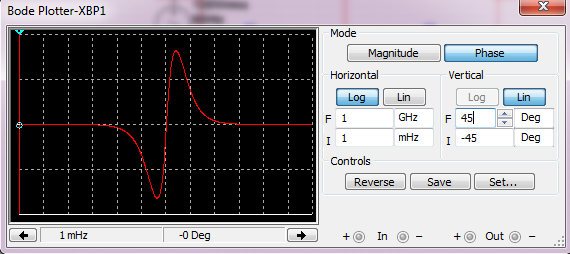 Bode Plotter-XBP1
Mode
Magnitude Phase
Horizontal Vertical
Log Lin Log Lin
F 1 GHz F 45 Deg
I 1 mHz I -45 Deg
Controls
Reverse Save Set...
1 mHz -0 Deg + In − + Out −